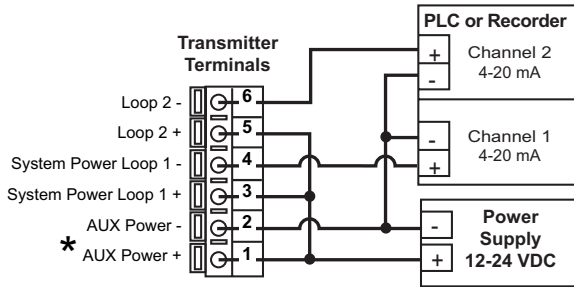 PLC or Recorder
Transmitter
Terminals
+ Channel 2
- 4-20 mA
- Channel 1
+ 4-20 mA
Loop 2 - 6
Loop 2 + 5
System Power Loop 1 - 4
System Power Loop 1 + 3
AUX Power - 2
* AUX Power + 1
- Power
Supply
+ 12-24 VDC